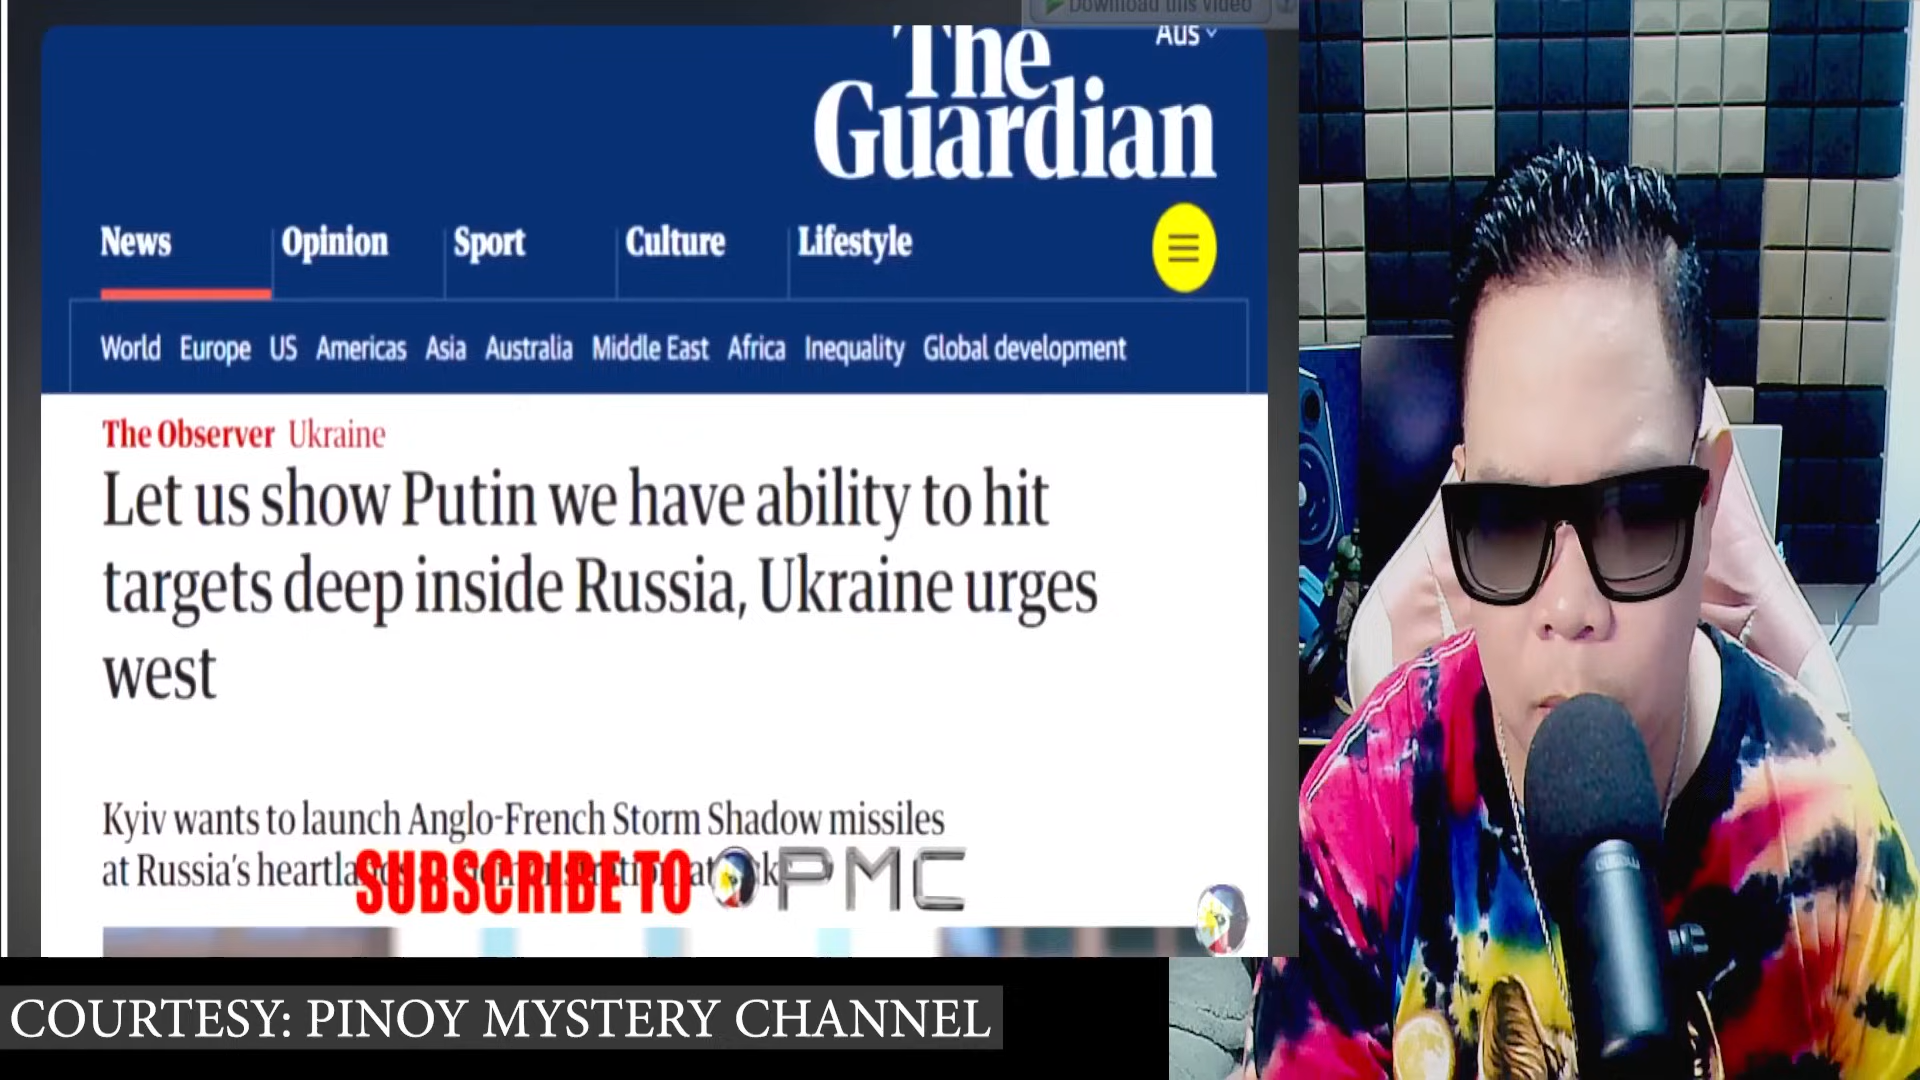 Download this video
Aus
The
Guardian
News Opinion Sport Culture Lifestyle
World Europe US Americas Asia Australia Middle East Africa Inequality Global development
The Observer Ukraine
Let us show Putin we have ability to hit
targets deep inside Russia, Ukraine urges
west
Kyiv wants to launch Anglo-French Storm Shadow missiles
at Russia's
SUBSCRIBE TO PMC
COURTESY: PINOY MYSTERY CHANNEL